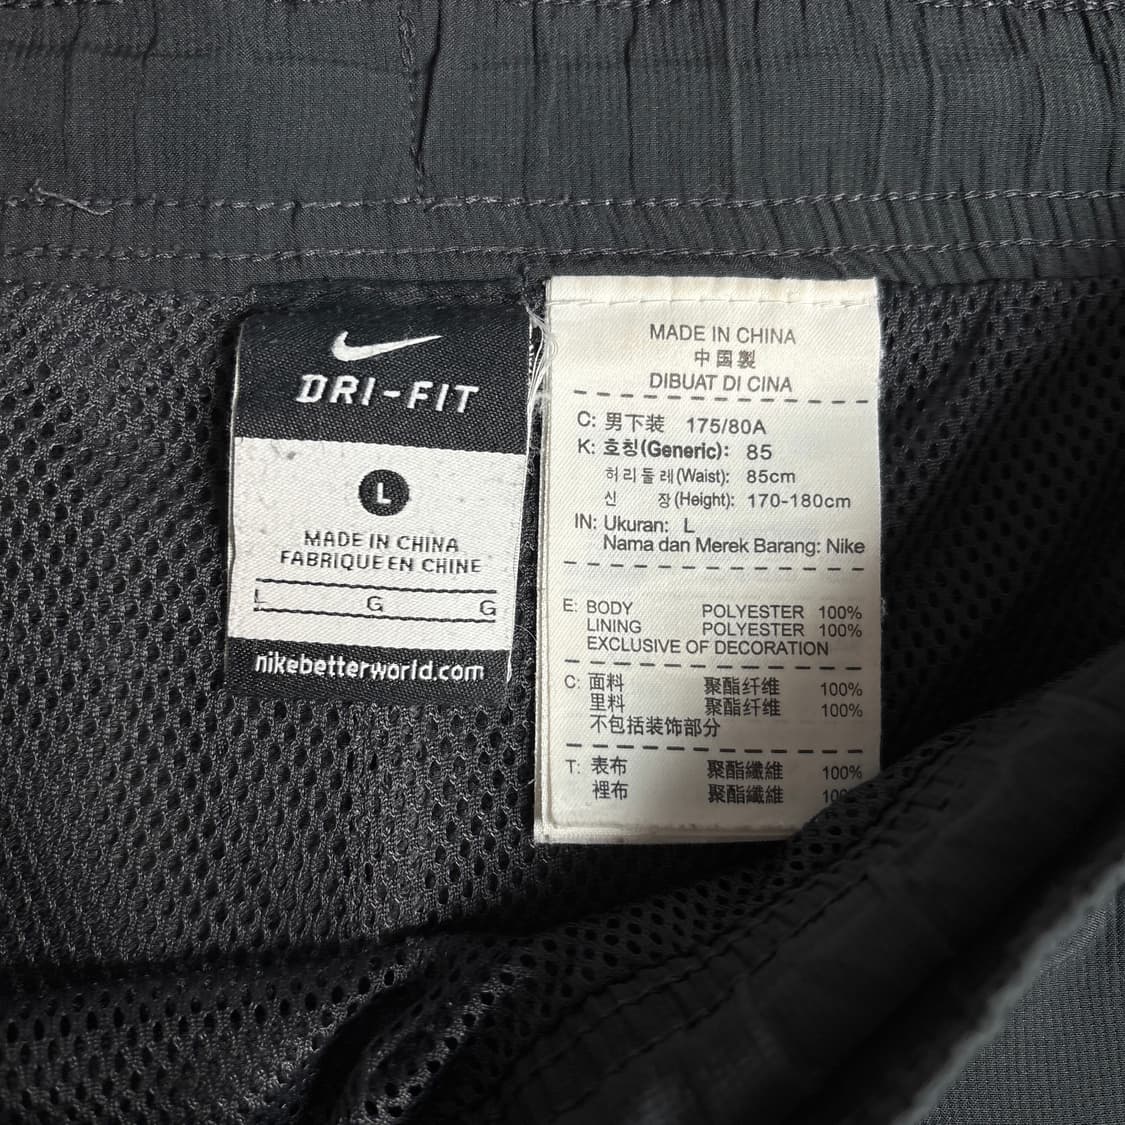 DRI-FIT
L
MADE IN CHINA
FABRIQUE EN CHINE
L G G
nikebetterworld.com
MADE IN CHINA
中国製
DIBUAT DI CINA
C: 男下装 175/80A
K: 호칭(Generic): 85
허리둘레(Waist): 85cm
신 장(Height): 170-180cm
IN: Ukuran: L
Nama dan Merek Barang: Nike
E: BODY POLYESTER 100%
LINING POLYESTER 100%
EXCLUSIVE OF DECORATION
C: 面料 聚酯纤维 100%
里料 聚酯纤维 100%
不包括装饰部分
T: 表布 聚酯纖維 100%
裡布 聚酯纖維